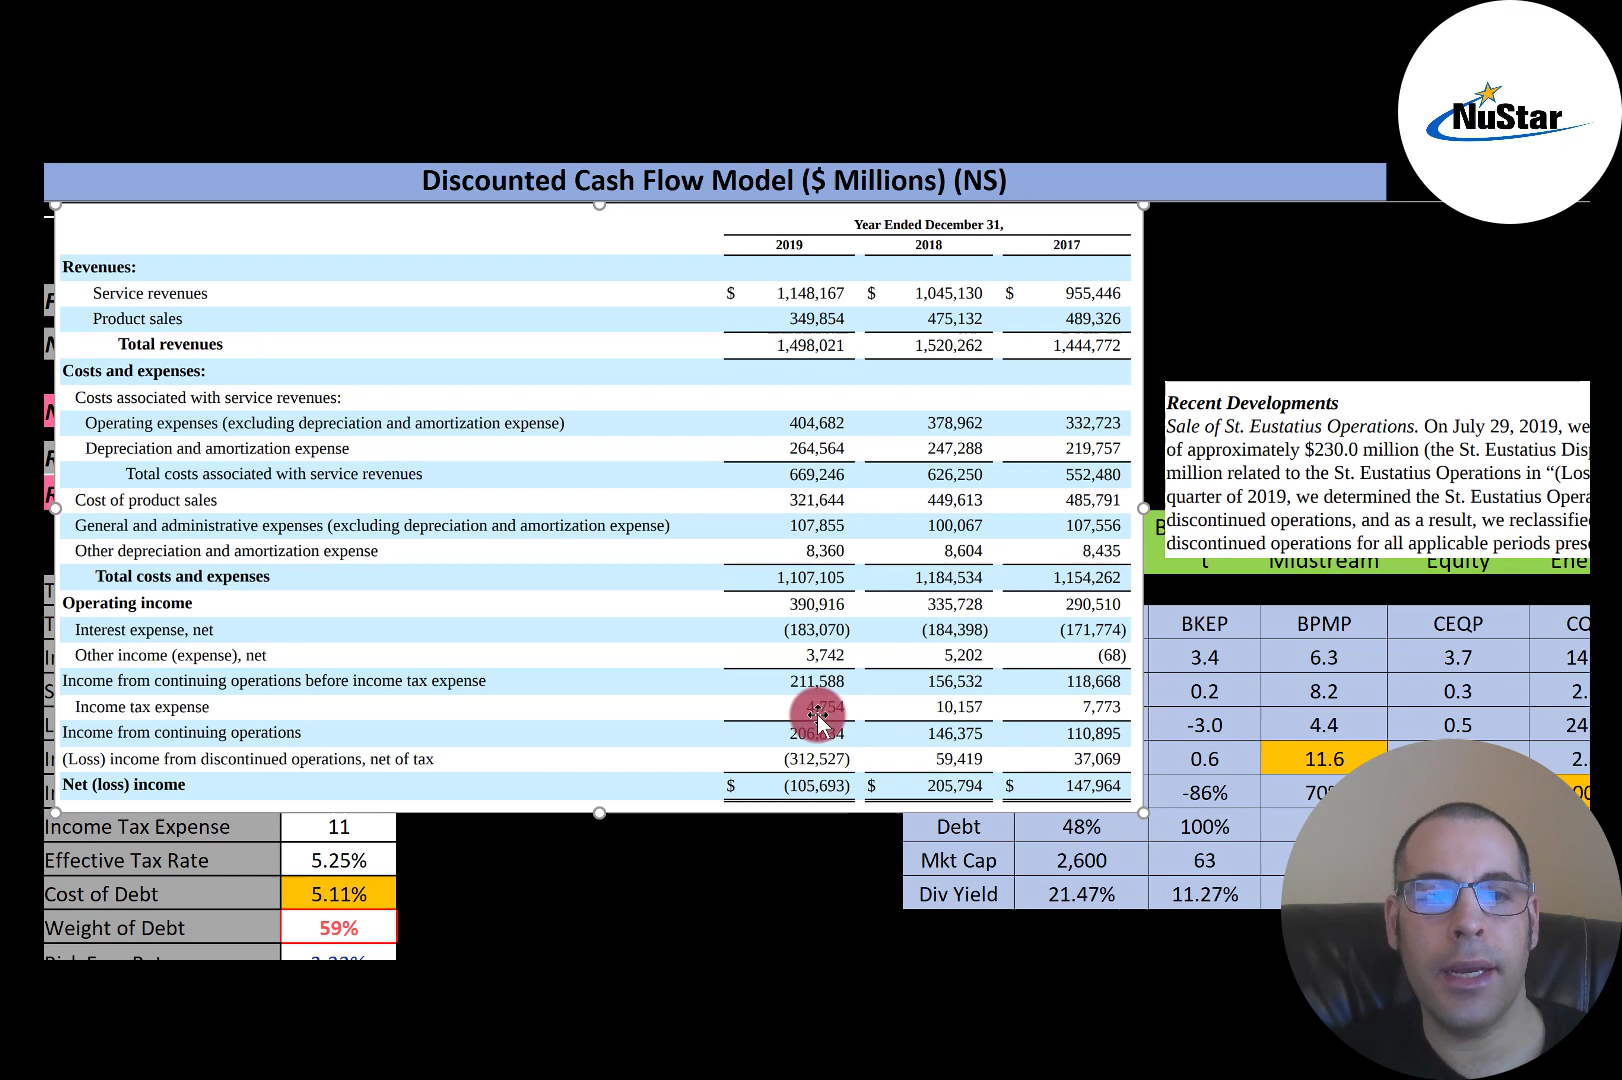 NuStar
Discounted Cash Flow Model ($ Millions) (NS)
Year Ended December 31,
2019 2018 2017
Revenues:
Service revenues $ 1,148,167 $ 1,045,130 $ 955,446
Product sales 349,854 475,132 489,326
Total revenues 1,498,021 1,520,262 1,444,772
Costs and expenses:
Costs associated with service revenues:
Operating expenses (excluding depreciation and amortization expense) 404,682 378,962 332,723
Depreciation and amortization expense 264,564 247,288 219,757
Total costs associated with service revenues 669,246 626,250 552,480
Cost of product sales 321,644 449,613 485,791
General and administrative expenses (excluding depreciation and amortization expense) 107,855 100,067 107,556
Other depreciation and amortization expense 8,360 8,604 8,435
Total costs and expenses 1,107,105 1,184,534 1,154,262
Operating income 390,916 335,728 290,510
Interest expense, net (183,070) (184,398) (171,774)
Other income (expense), net 3,742 5,202 (68)
Income from continuing operations before income tax expense 211,588 156,532 118,668
Income tax expense 4,754 10,157 7,773
Income from continuing operations 146,375 110,895
(Loss) income from discontinued operations, net of tax (312,527) 59,419 37,069
Net (loss) income $ (105,693) $ 205,794 $ 147,964
Recent Developments
Sale of St. Eustatius Operations. On July 29, 2019, we
of approximately $230.0 million (the St. Eustatius Dis
million related to the St. Eustatius Operations in “(Los
quarter of 2019, we determined the St. Eustatius Opera
discontinued operations, and as a result, we reclassifie
discontinued operations for all applicable periods pres
t Midstream Equity Ene
BKEP BPMP CEQP CQ
3.4 6.3 3.7 14
0.2 8.2 0.3 2.
-3.0 4.4 0.5 24
0.6 11.6 2.
-86% 70
Income Tax Expense 11
Effective Tax Rate 5.25%
Cost of Debt 5.11%
Weight of Debt 59%
Debt 48% 100%
Mkt Cap 2,600 63
Div Yield 21.47% 11.27%